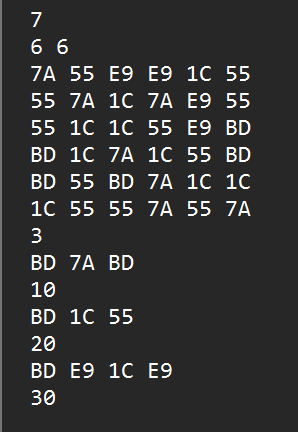 7
6 6
7A 55 E9 E9 1C 55
55 7A 1C 7A E9 55
55 1C 1C 55 E9 BD
BD 1C 7A 1C 55 BD
BD 55 BD 7A 1C 1C
1C 55 55 7A 55 7A
3
BD 7A BD
10
BD 1C 55
20
BD E9 1C E9
30